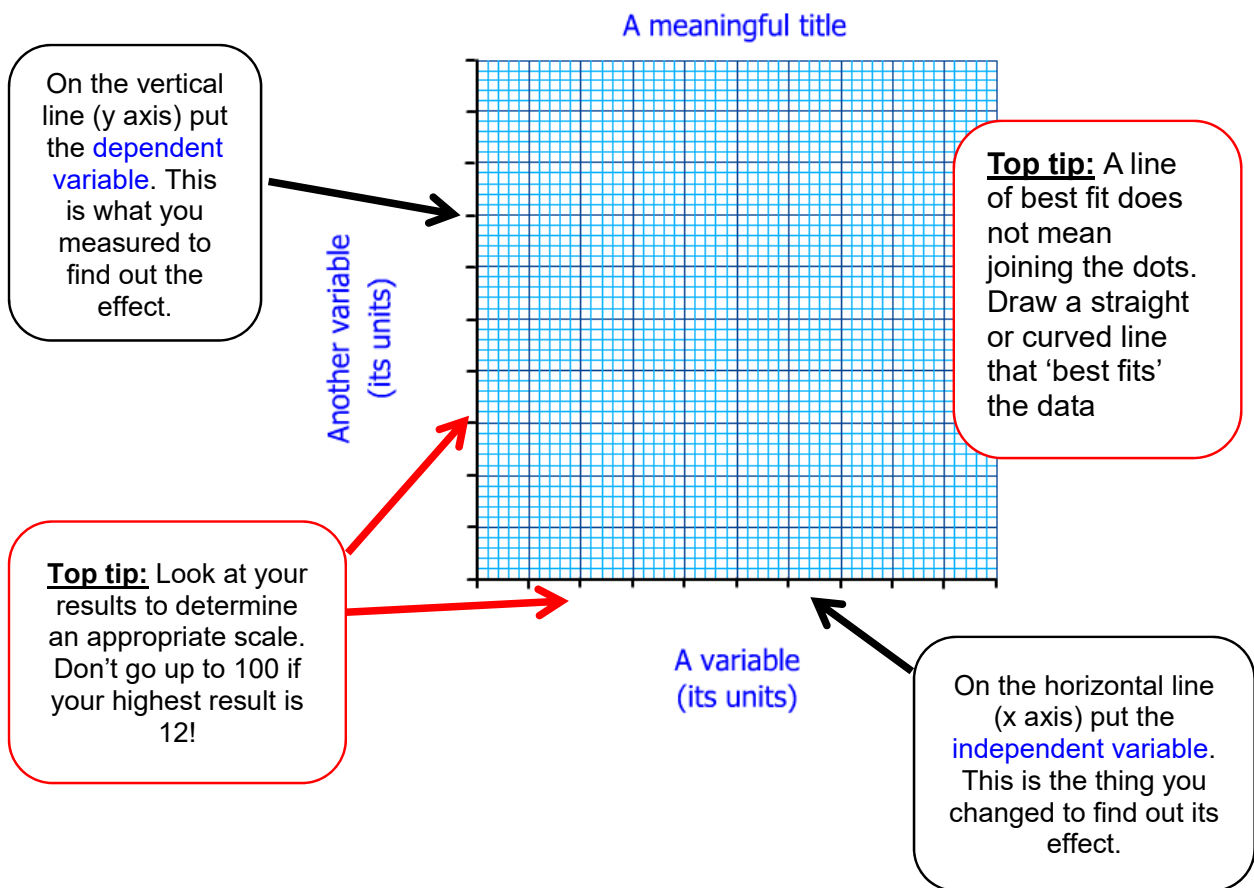 A meaningful title
On the vertical
line (y axis) put
the dependent
variable. This
is what you
measured to
find out the
effect.
Top tip: A line
of best fit does
not mean
joining the dots.
Draw a straight
or curved line
that ‘best fits’
the data
Another variable
(its units)
Top tip: Look at your
results to determine
an appropriate scale.
Don’t go up to 100 if
your highest result is
12!
A variable
(its units)
On the horizontal line
(x axis) put the
independent variable.
This is the thing you
changed to find out its
effect.